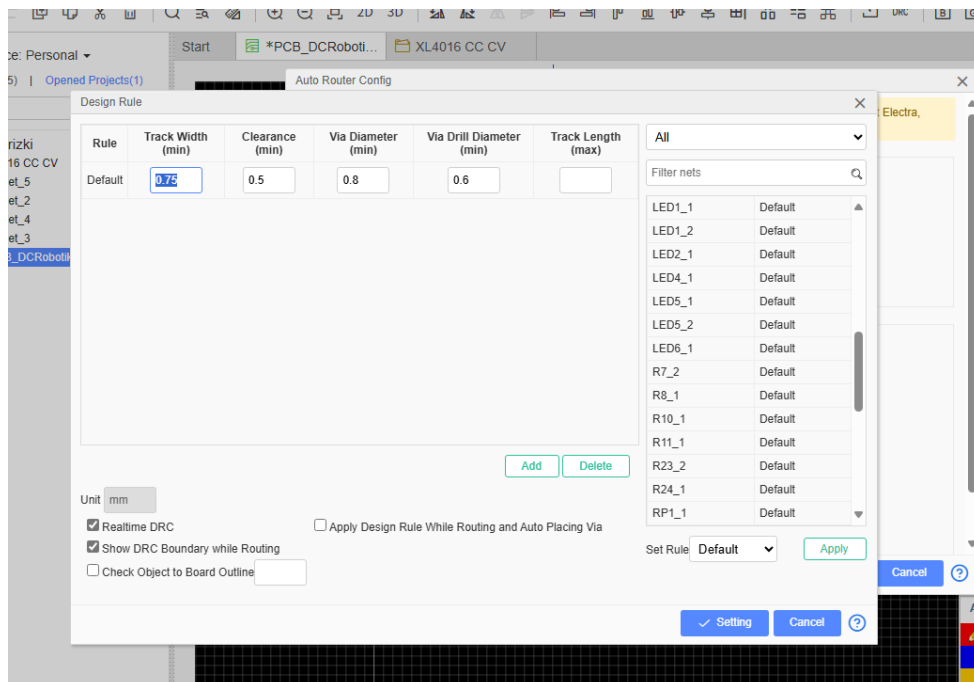 2D 3D DRC B
ce: Personal
Start *PCB_DCRoboti... XL4016 CC CV
5) | Opened Projects(1)
Auto Router Config
Design Rule
t Electra,
Rule Track Width (min) Clearance (min) Via Diameter (min) Via Drill Diameter (min) Track Length (max)
All
rizki
16 CC CV
et_5
et_2
et_4
et_3
B_DCRobotik
Default 0.75 0.5 0.8 0.6
Filter nets
LED1_1 Default
LED1_2 Default
LED2_1 Default
LED4_1 Default
LED5_1 Default
LED5_2 Default
LED6_1 Default
R7_2 Default
R8_1 Default
R10_1 Default
R11_1 Default
R23_2 Default
R24_1 Default
RP1_1 Default
Add Delete
Unit mm
Realtime DRC
Apply Design Rule While Routing and Auto Placing Via
Show DRC Boundary while Routing
Set Rule Default Apply
Check Object to Board Outline
Cancel ?
Setting Cancel ?